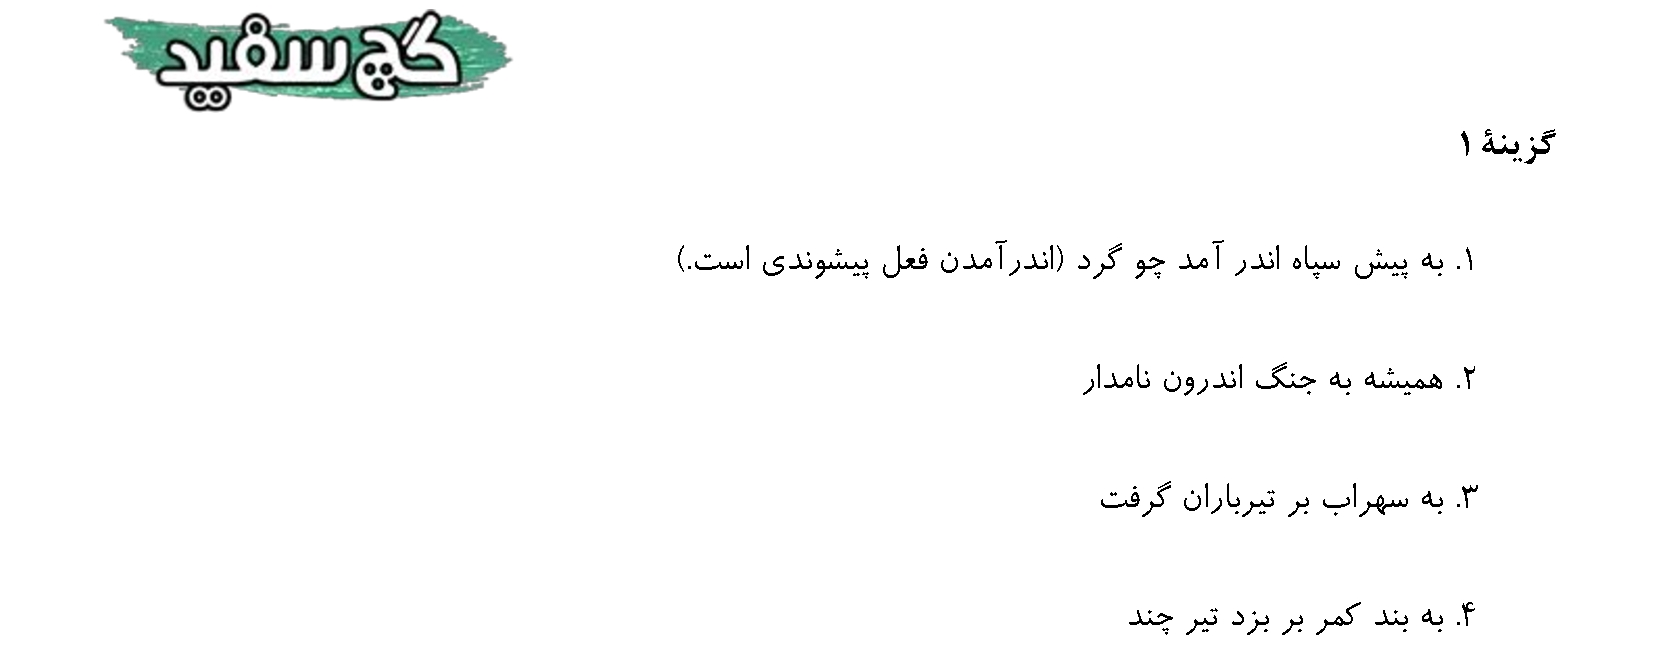 گچ سفید
گزینهٔ ۱
۱. به پیش سپاه اندر آمد چو گرد (اندرآمدن فعل پیشوندی است.)
۲. همیشه به جنگ اندرون نامدار
۳. به سهراب بر تیرباران گرفت
۴. به بند کمر بر بزد تیر چند